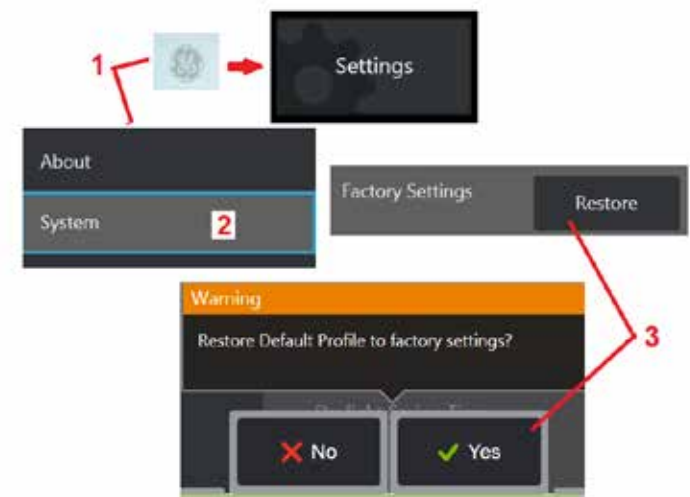 1
Settings
About
System 2
Factory Settings Restore
3
Warning
Restore Default Profile to factory settings?
No Yes